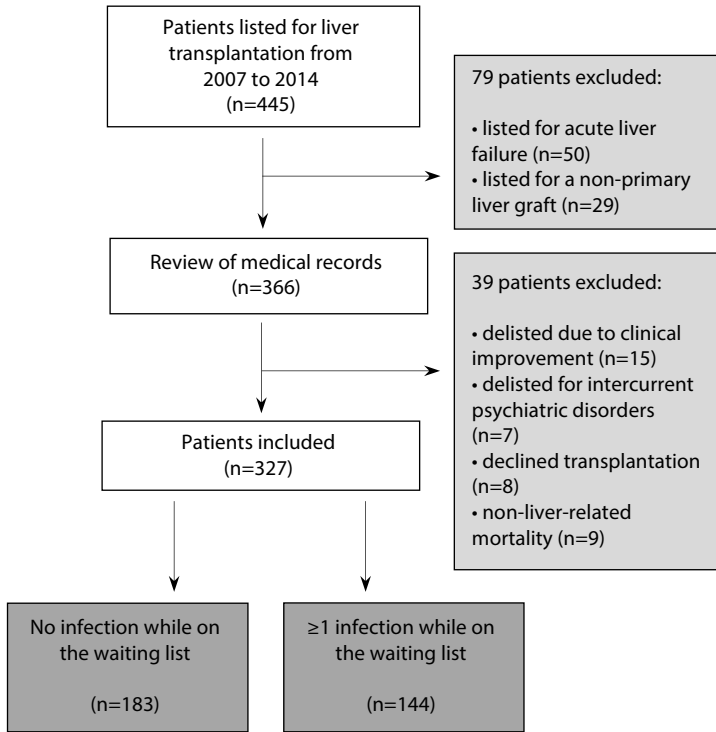 Patients listed for liver
transplantation from
2007 to 2014
(n=445)
79 patients excluded:
• listed for acute liver
failure (n=50)
• listed for a non-primary
liver graft (n=29)
Review of medical records
(n=366)
39 patients excluded:
• delisted due to clinical
improvement (n=15)
• delisted for intercurrent
psychiatric disorders
(n=7)
• declined transplantation
(n=8)
• non-liver-related
mortality (n=9)
Patients included
(n=327)
No infection while on
the waiting list
(n=183)
≥1 infection while on
the waiting list
(n=144)